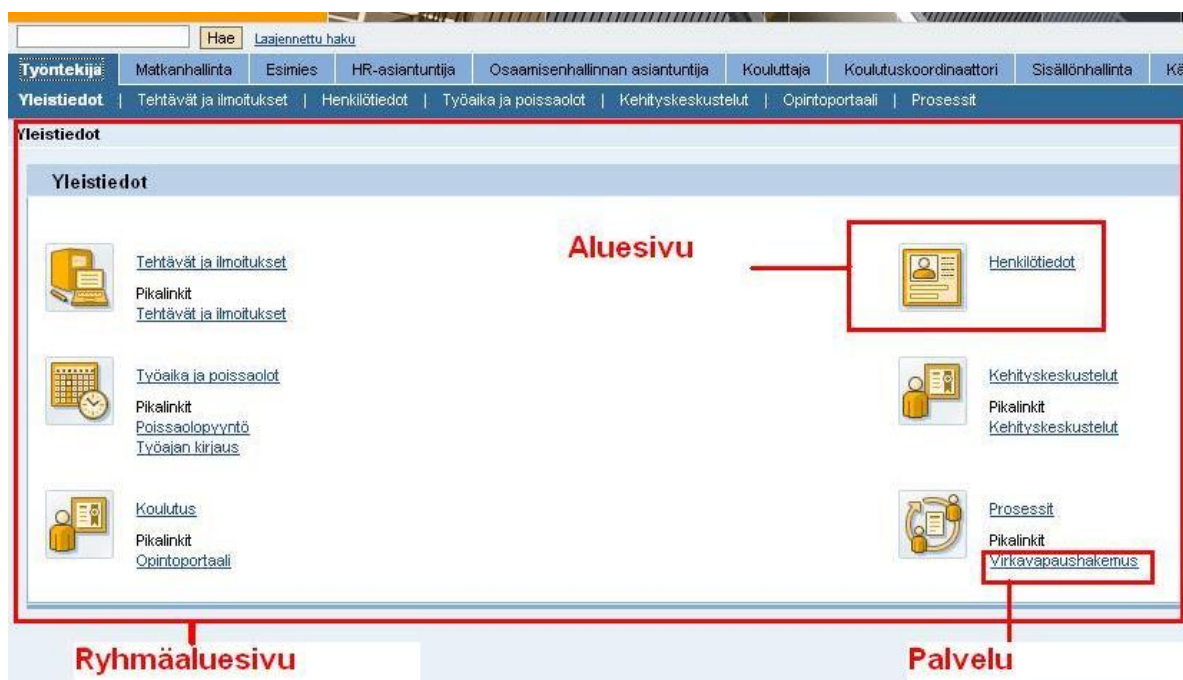 Hae Laajennettu haku
Työntekijä Matkanhallinta Esimies HR-asiantuntija Osaamisenhallinnan asiantuntija Kouluttaja Koulutuskoordinaattori Sisällönhallinta Kä
Yleistiedot | Tehtävät ja ilmoitukset | Henkilötiedot | Työaika ja poissaolot | Kehityskeskustelut | Opintoportaali | Prosessit
Yleistiedot
Yleistiedot
Aluesivu
Tehtävät ja ilmoitukset
Pikalinkit
Tehtävät ja ilmoitukset
Henkilötiedot
Työaika ja poissaolot
Pikalinkit
Poissaolopyyntö
Työajan kirjaus
Kehityskeskustelut
Pikalinkit
Kehityskeskustelut
Koulutus
Pikalinkit
Opintoportaali
Prosessit
Pikalinkit
Virkavapaushakemus
Ryhmäaluesivu
Palvelu